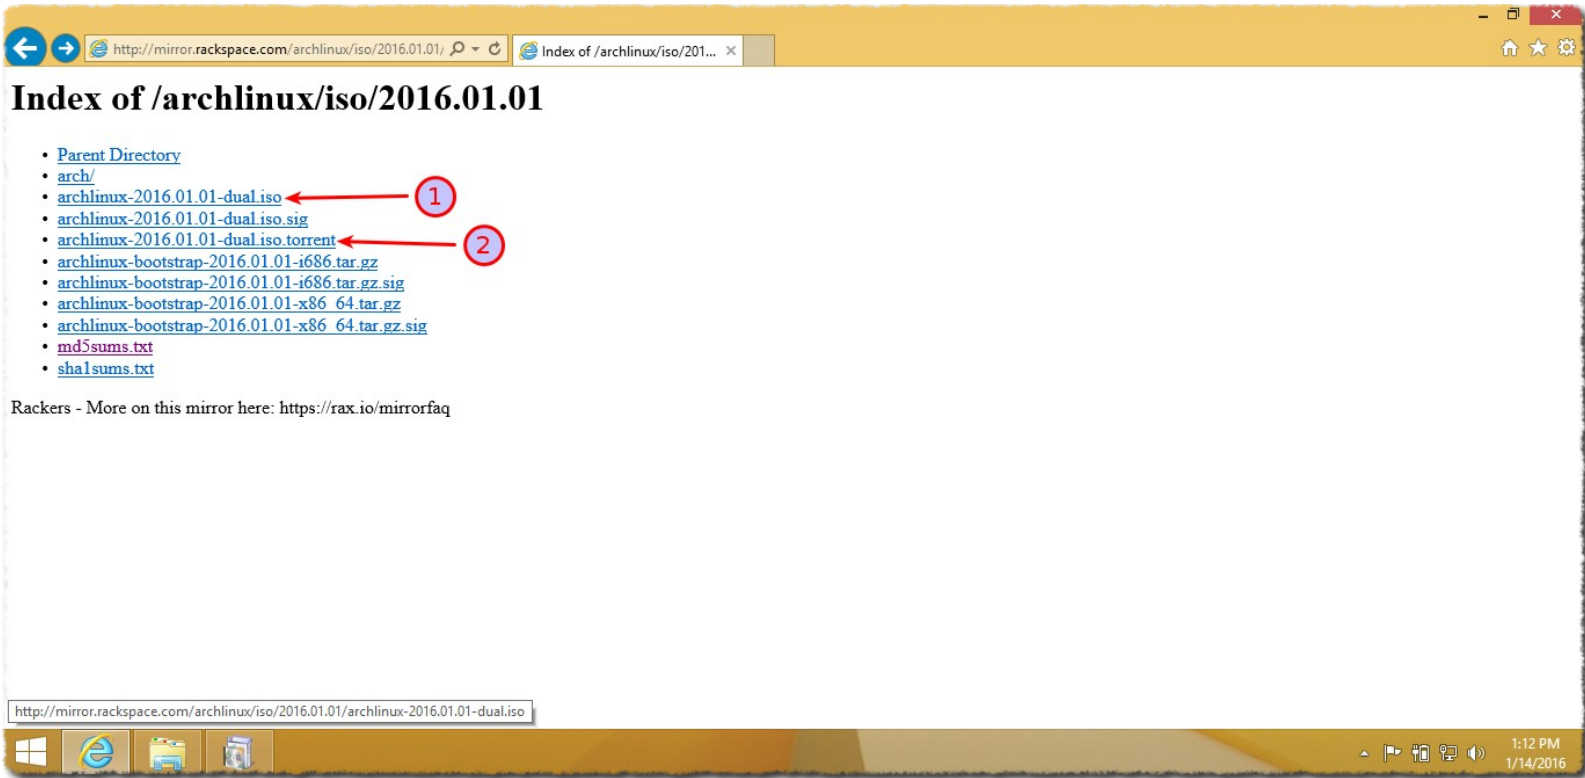 http://mirror.rackspace.com/archlinux/iso/2016.01.01/
Index of /archlinux/iso/201...
Index of /archlinux/iso/2016.01.01
Parent Directory
arch/
archlinux-2016.01.01-dual.iso
1
archlinux-2016.01.01-dual.iso.sig
archlinux-2016.01.01-dual.iso.torrent
2
archlinux-bootstrap-2016.01.01-i686.tar.gz
archlinux-bootstrap-2016.01.01-i686.tar.gz.sig
archlinux-bootstrap-2016.01.01-x86_64.tar.gz
archlinux-bootstrap-2016.01.01-x86_64.tar.gz.sig
md5sums.txt
sha1sums.txt
Rackers - More on this mirror here: https://rax.io/mirrorfaq
http://mirror.rackspace.com/archlinux/iso/2016.01.01/archlinux-2016.01.01-dual.iso
1:12 PM
1/14/2016